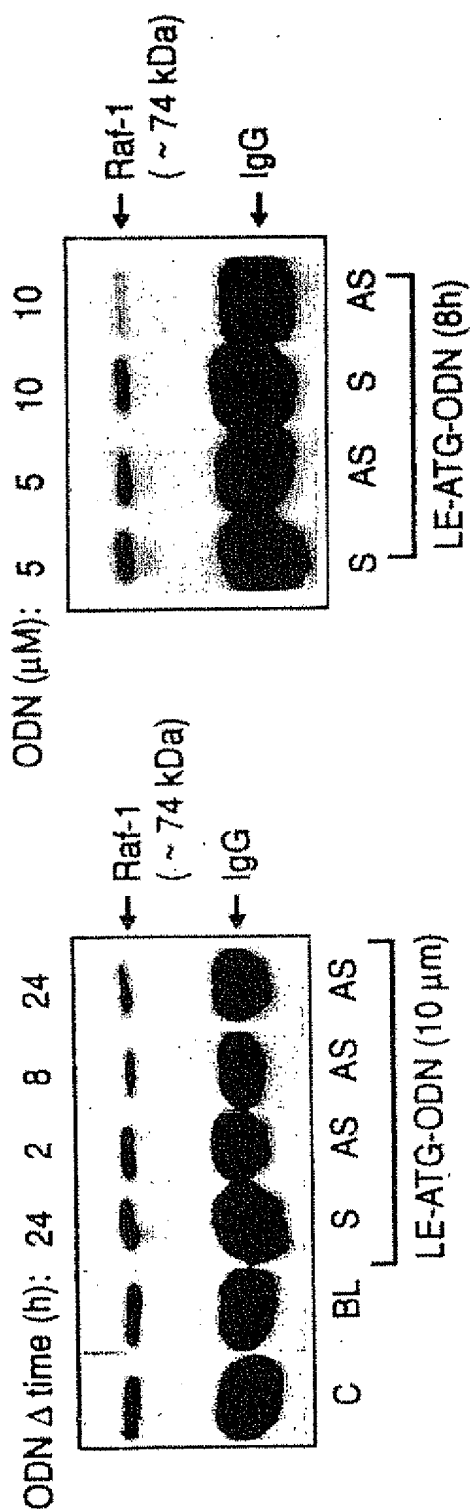 ODN Δ time (h): 24 2 8 24
Raf-1
(~ 74 kDa)
IgG
C BL S AS AS AS
LE-ATG-ODN (10 μm)
ODN (μM): 5 5 10 10
Raf-1
(~ 74 kDa)
IgG
S AS S AS
LE-ATG-ODN (8h)